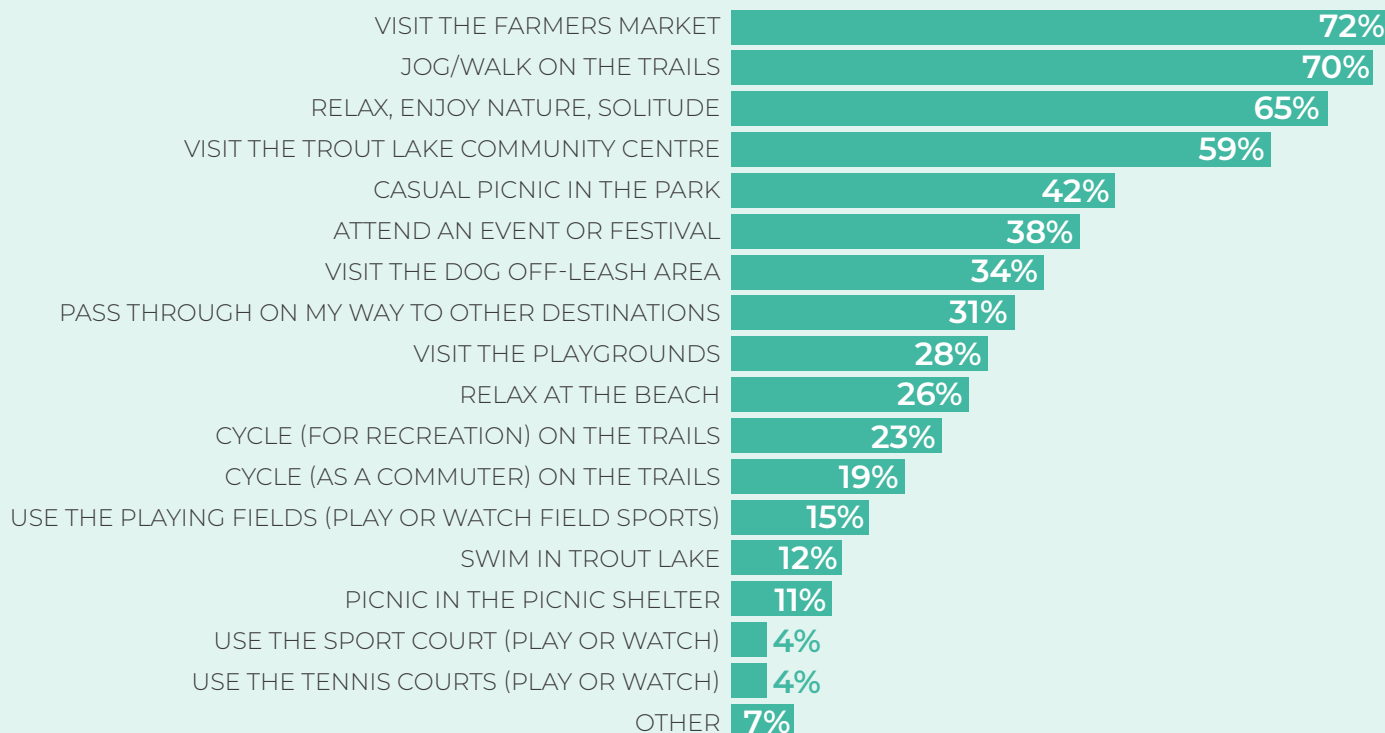 VISIT THE FARMERS MARKET 72%
JOG/WALK ON THE TRAILS 70%
RELAX, ENJOY NATURE, SOLITUDE 65%
VISIT THE TROUT LAKE COMMUNITY CENTRE 59%
CASUAL PICNIC IN THE PARK 42%
ATTEND AN EVENT OR FESTIVAL 38%
VISIT THE DOG OFF-LEASH AREA 34%
PASS THROUGH ON MY WAY TO OTHER DESTINATIONS 31%
VISIT THE PLAYGROUNDS 28%
RELAX AT THE BEACH 26%
CYCLE (FOR RECREATION) ON THE TRAILS 23%
CYCLE (AS A COMMUTER) ON THE TRAILS 19%
USE THE PLAYING FIELDS (PLAY OR WATCH FIELD SPORTS) 15%
SWIM IN TROUT LAKE 12%
PICNIC IN THE PICNIC SHELTER 11%
USE THE SPORT COURT (PLAY OR WATCH) 4%
USE THE TENNIS COURTS (PLAY OR WATCH) 4%
OTHER 7%